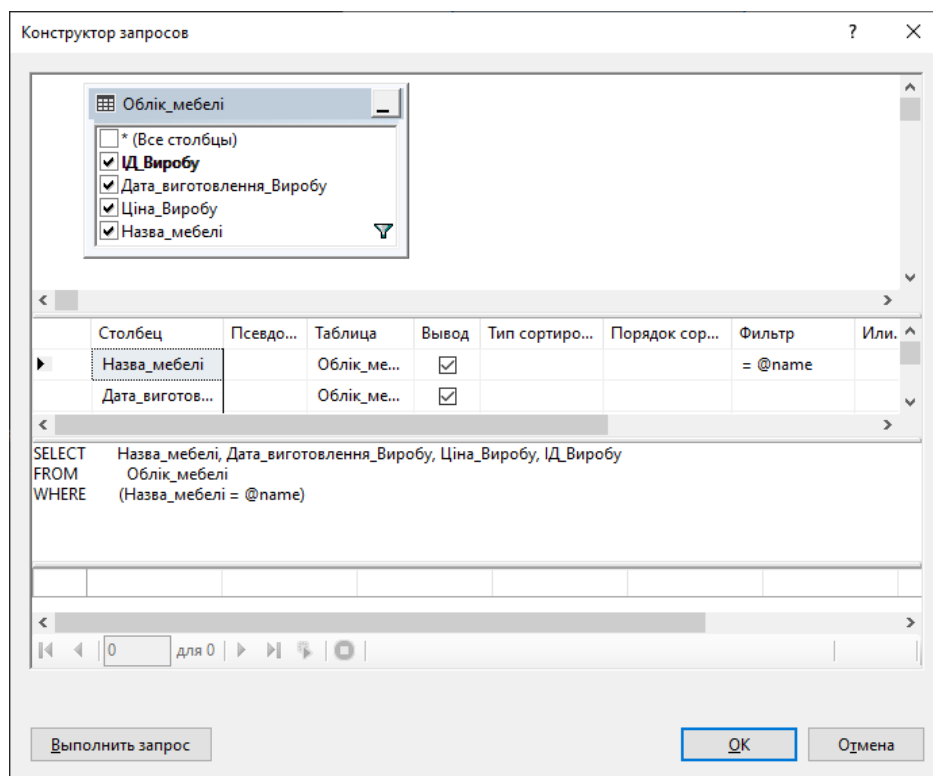 Конструктор запросов ?
Облік_мебелі
* (Все столбцы)
ІД_Виробу
Дата_виготовлення_Виробу
Ціна_Виробу
Назва_мебелі
Столбец Псевдо... Таблица Вывод Тип сортиро... Порядок сор... Фильтр Или.
Назва_мебелі Облік_ме... = @name
Дата_виготов... Облік_ме...
SELECT Назва_мебелі, Дата_виготовлення_Виробу, Ціна_Виробу, ІД_Виробу
FROM Облік_мебелі
WHERE (Назва_мебелі = @name)
0 для 0
Выполнить запрос OK Отмена